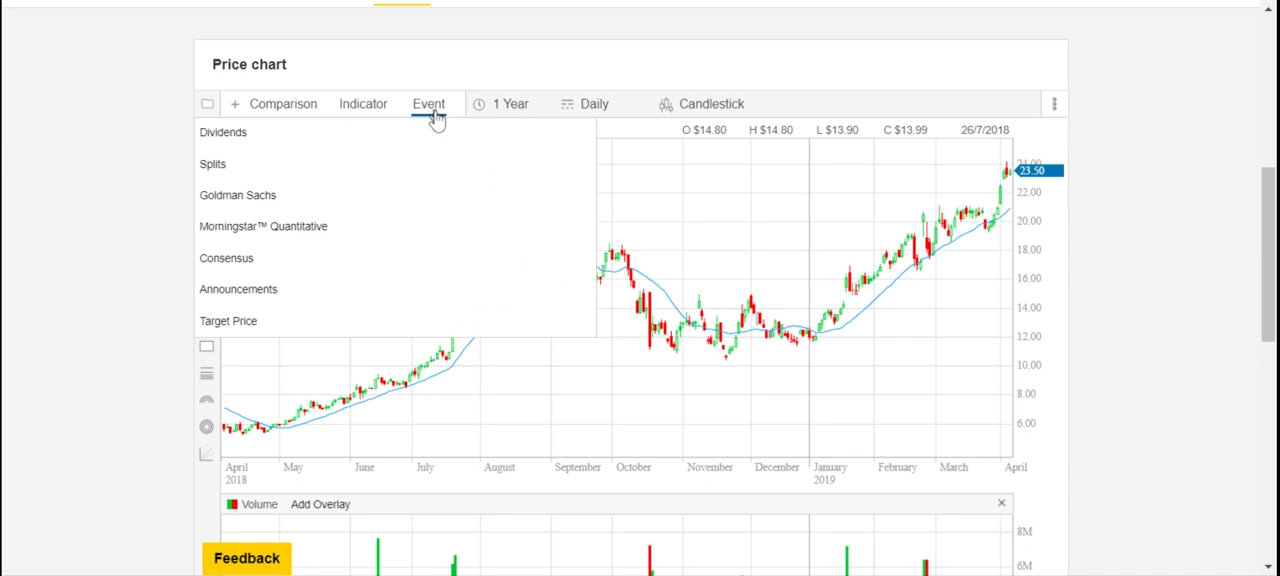 Price chart
+ Comparison Indicator Event 1 Year Daily Candlestick
Dividends
Splits
Goldman Sachs
Morningstar™ Quantitative
Consensus
Announcements
Target Price
O $14.80 H $14.80 L $13.90 C $13.99 26/7/2018
24.00
23.50
22.00
20.00
18.00
16.00
14.00
12.00
10.00
8.00
6.00
April May June July August September October November December January February March April
2018 2019
Volume Add Overlay
8M
6M
Feedback